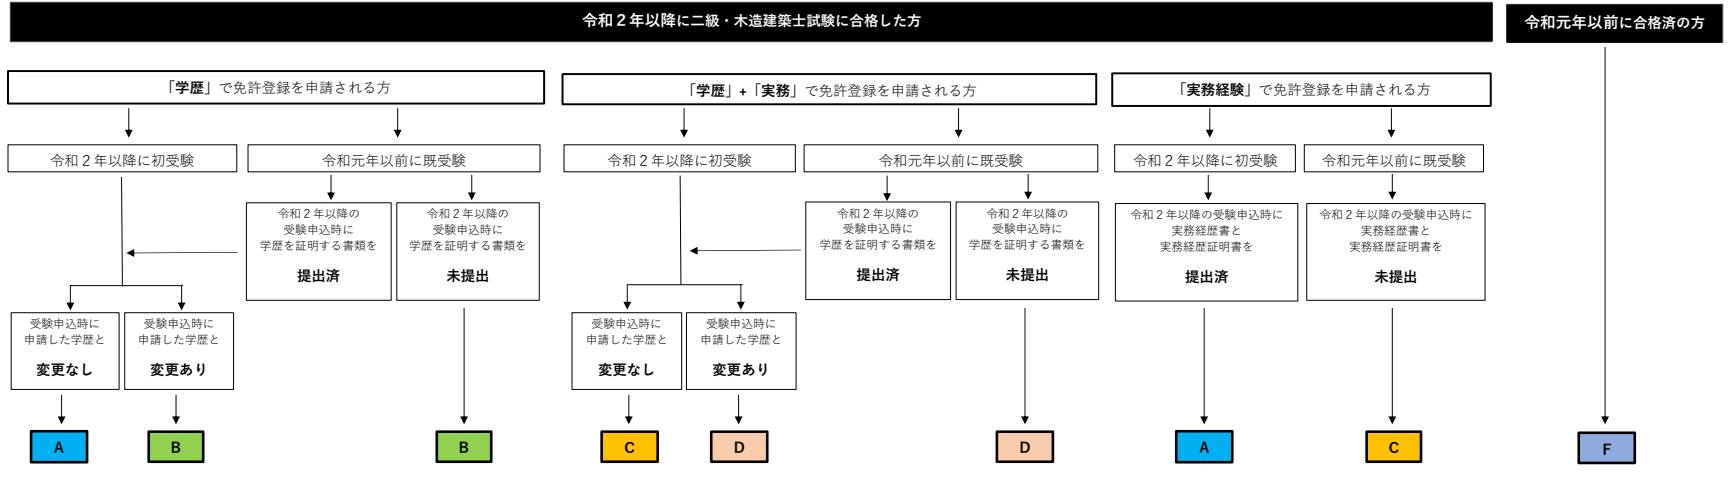 令和２年以降に二級・木造建築士試験に合格した方
令和元年以前に合格済の方
「学歴」で免許登録を申請される方
「学歴」+「実務」で免許登録を申請される方
「実務経験」で免許登録を申請される方
令和２年以降に初受験
令和元年以前に既受験
令和２年以降に初受験
令和元年以前に既受験
令和２年以降に初受験
令和元年以前に既受験
令和２年以降の
受験申込時に
学歴を証明する書類を
提出済
令和２年以降の
受験申込時に
学歴を証明する書類を
未提出
令和２年以降の
受験申込時に
学歴を証明する書類を
提出済
令和２年以降の
受験申込時に
学歴を証明する書類を
未提出
令和２年以降の受験申込時に
実務経歴書と
実務経歴証明書を
提出済
令和２年以降の受験申込時に
実務経歴書と
実務経歴証明書を
未提出
受験申込時に
申請した学歴と
変更なし
受験申込時に
申請した学歴と
変更あり
受験申込時に
申請した学歴と
変更なし
受験申込時に
申請した学歴と
変更あり
A
B
B
C
D
D
A
C
F